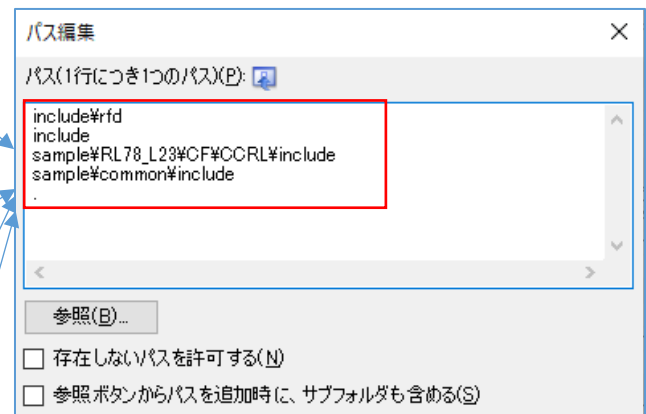 パス編集
パス(1行につき1つのパス)(P):
include¥rfd
include
sample¥RL78_L23¥CF¥CCRL¥include
sample¥common¥include
.
参照(B)...
存在しないパスを許可する(N)
参照ボタンからパスを追加時に、サブフォルダも含める(S)